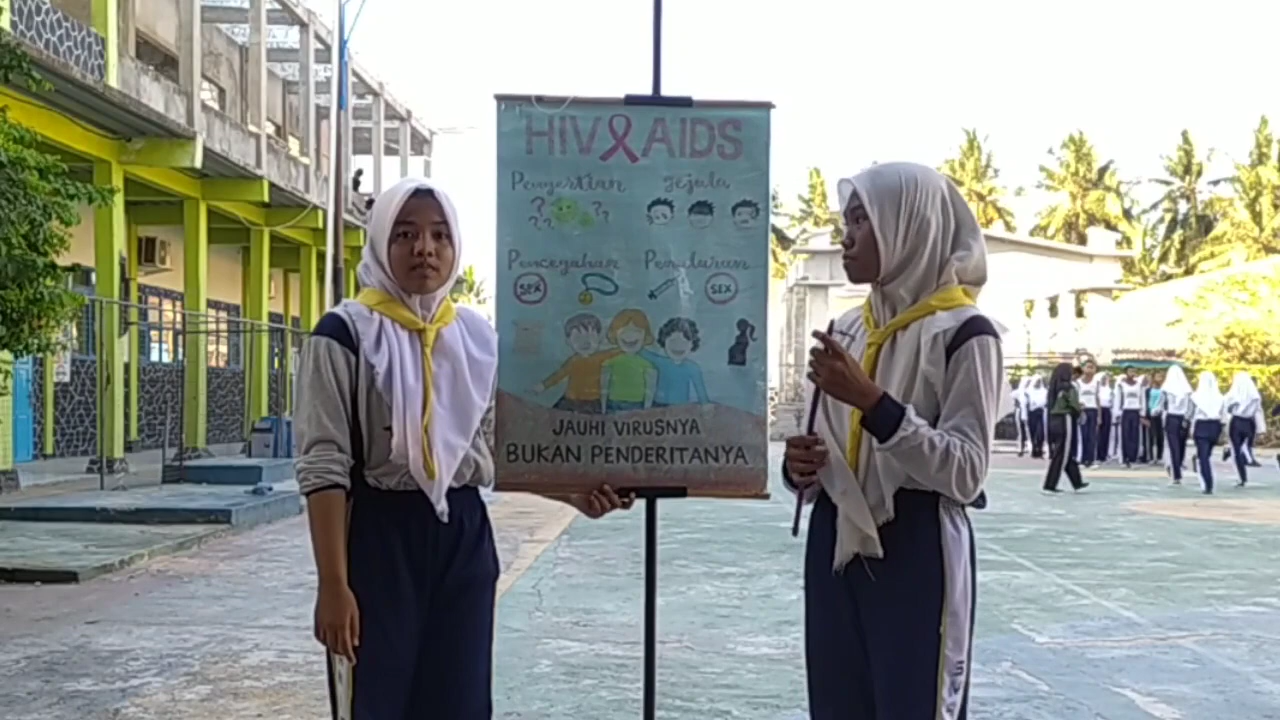 HIV AIDS
Pengertian gejala
???
??
Pencegahan Penularan
SEX SEX
JAUHI VIRUSNYA
BUKAN PENDERITANYA